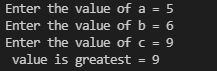 Enter the value of a = 5
Enter the value of b = 6
Enter the value of c = 9
 value is greatest = 9